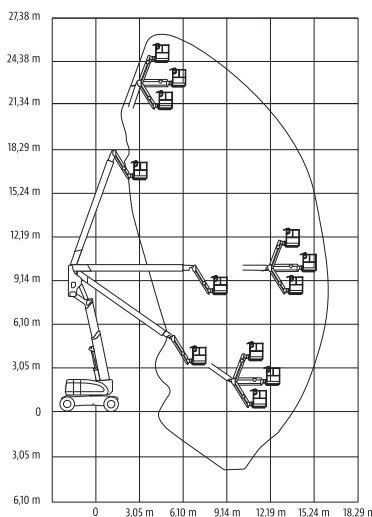 27,38 m
24,38 m
21,34 m
18,29 m
15,24 m
12,19 m
9,14 m
6,10 m
3,05 m
0
3,05 m
6,10 m
0 3,05 m 6,10 m 9,14 m 12,19 m 15,24 m 18,29 m